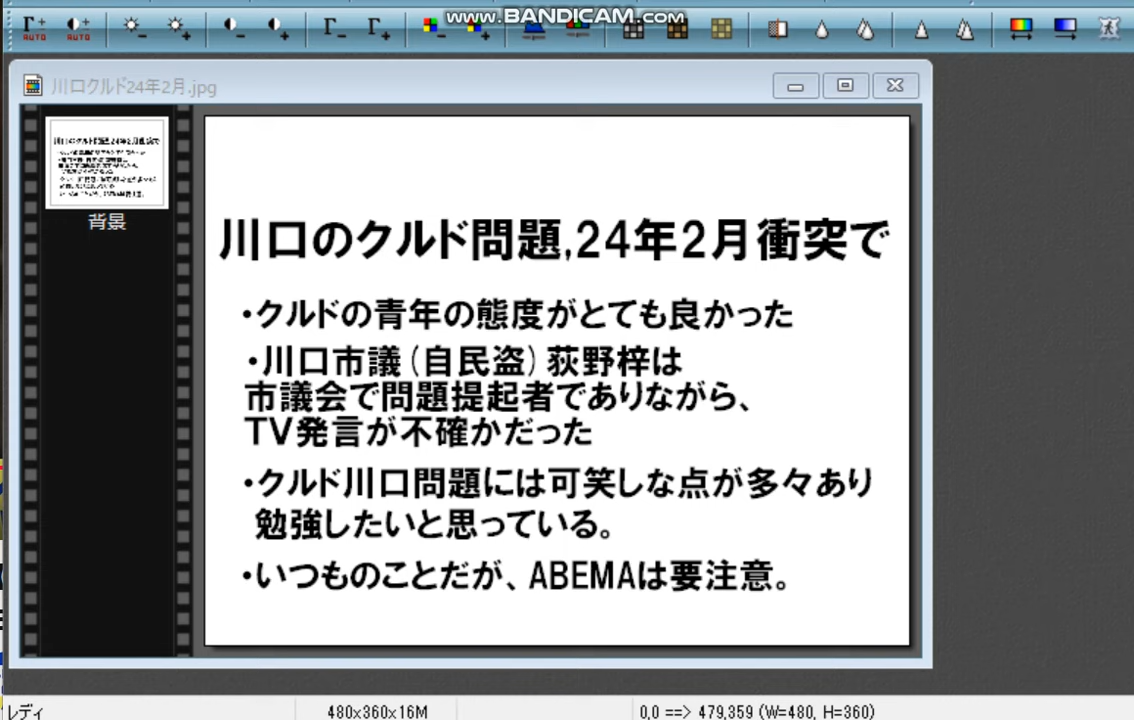 www.BANDICAM.com
AUTO AUTO
川口クルド24年2月.jpg
背景
川口のクルド問題,24年2月衝突で
・クルドの青年の態度がとても良かった
・川口市議(自民盗)荻野梓は
市議会で問題提起者でありながら、
TV発言が不確かだった
・クルド川口問題には可笑しな点が多々あり
勉強したいと思っている。
・いつものことだが、ABEMAは要注意。
レディ
480x360x16M
0,0 ==> 479,359 (W=480, H=360)